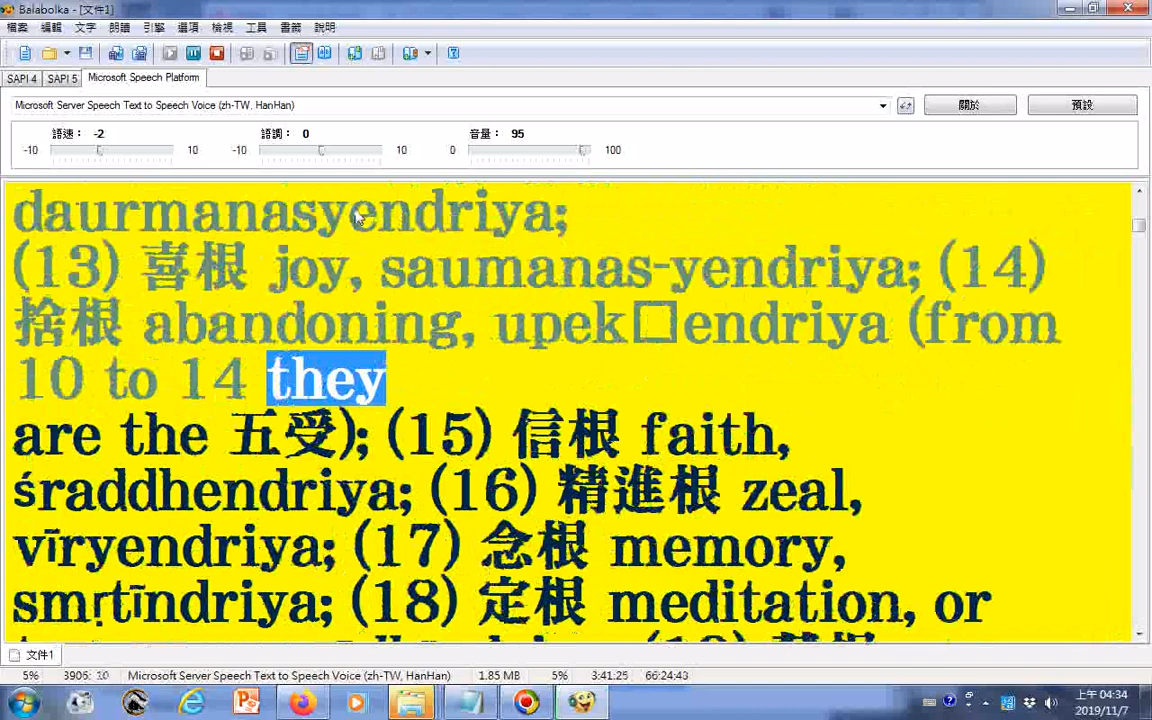 Balabolka - [文件1]
檔案 編輯 文字 朗讀 引擎 選項 檢視 工具 書籤 說明
SAPI 4 SAPI 5 Microsoft Speech Platform
Microsoft Server Speech Text to Speech Voice (zh-TW, HanHan) 關於 預設
語速： -2 語調： 0 音量： 95
-10 10 -10 10 0 100
daurmanasyendriya;
(13) 喜根 joy, saumanas-yendriya; (14)
捨根 abandoning, upek□endriya (from
10 to 14 they
are the 五受); (15) 信根 faith,
śraddhendriya; (16) 精進根 zeal,
vīryendriya; (17) 念根 memory,
smṛtīndriya; (18) 定根 meditation, or
文件1
5% 3906: 10 Microsoft Server Speech Text to Speech Voice (zh-TW, HanHan) 1.85 MB 5% 3:41:25 66:24:43
上午 04:34
2019/11/7